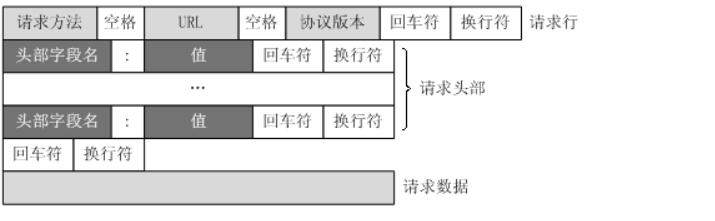 请求方法 空格 URL 空格 协议版本 回车符 换行符 请求行
头部字段名 : 值 回车符 换行符
… 请求头部
头部字段名 : 值 回车符 换行符
回车符 换行符
请求数据